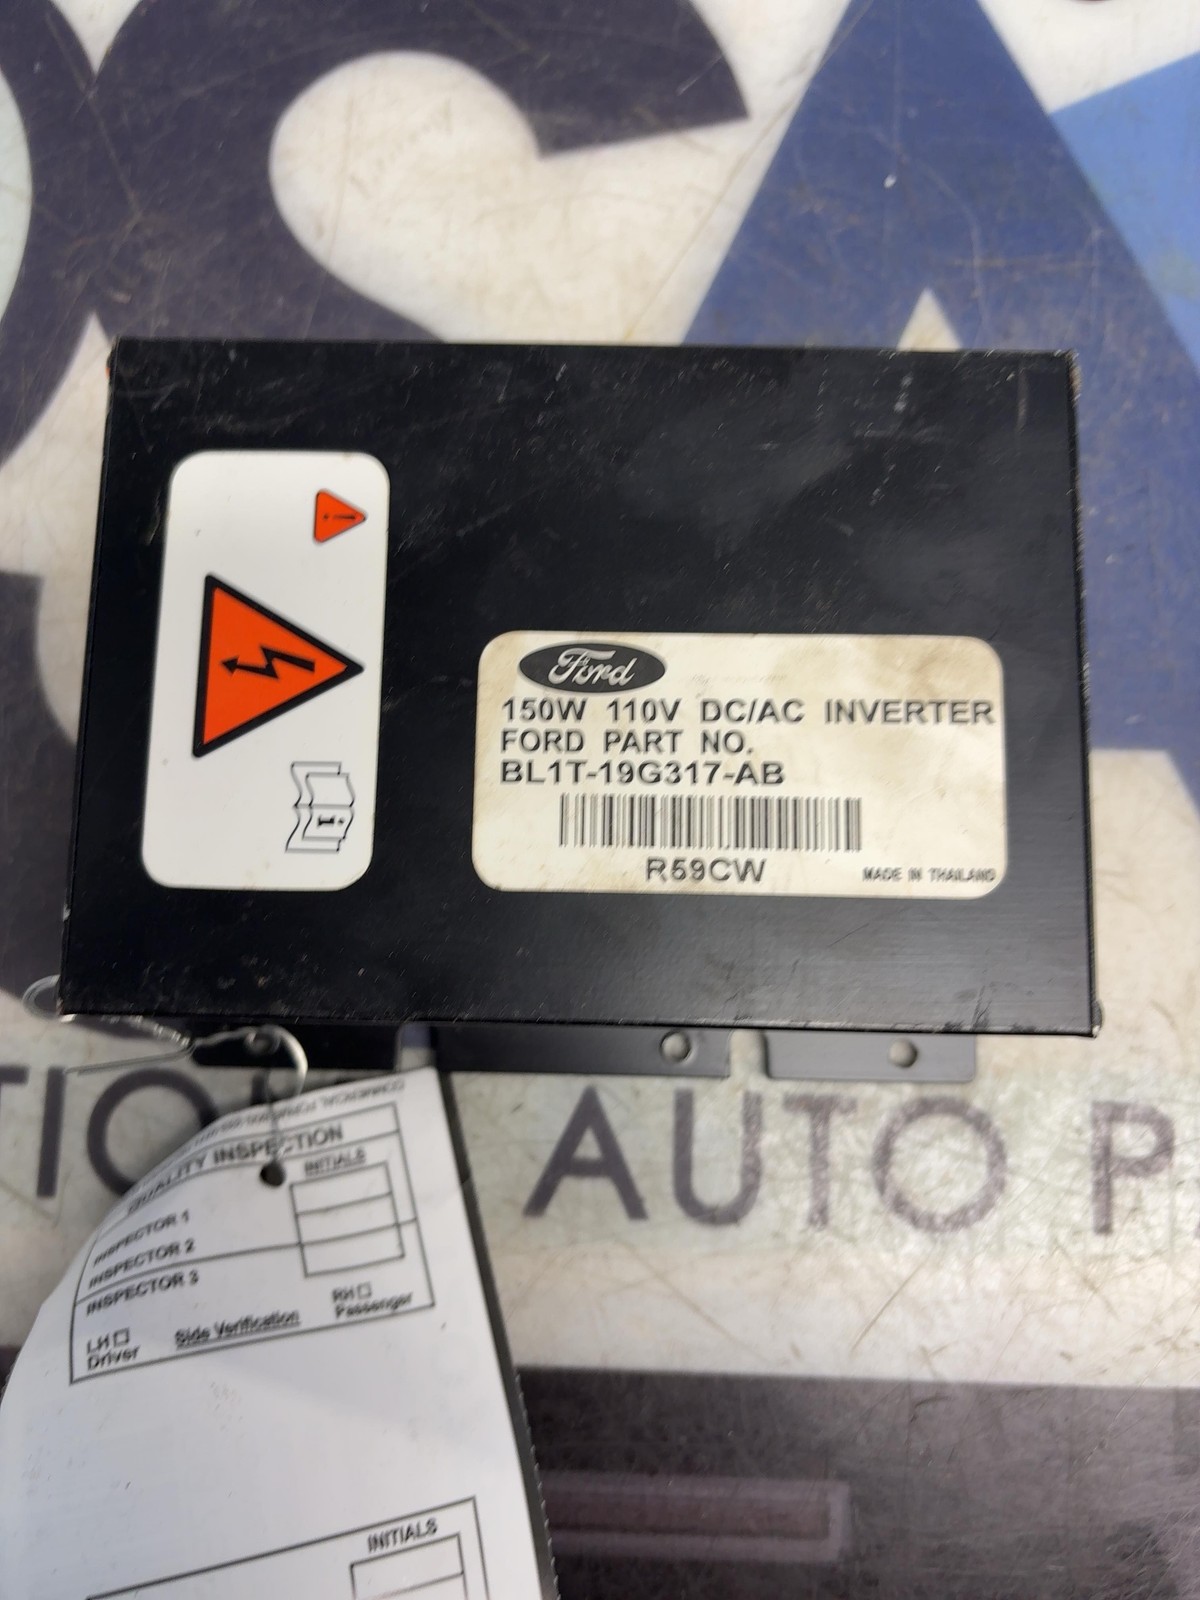 Ford
150W 110V DC/AC INVERTER
FORD PART NO.
BL1T-19G317-AB
R59CW
MADE IN THAILAND
i
TION AUTO P
QUALITY INSPECTION
INITIALS
INSPECTOR 1
INSPECTOR 2
INSPECTOR 3
LH Driver
Side Verification
RH Passenger
INITIALS